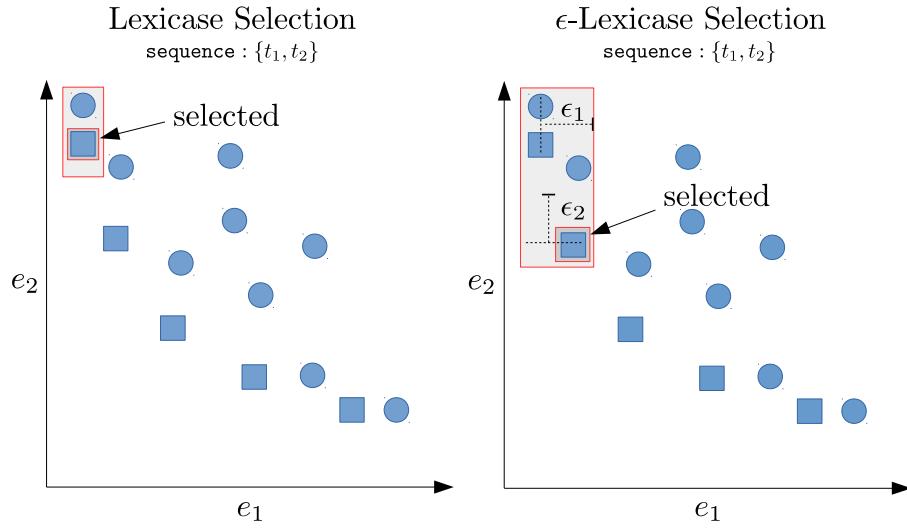 Lexicase Selection
sequence : {t₁, t₂}
selected
e₂
e₁
ϵ-Lexicase Selection
sequence : {t₁, t₂}
ϵ₁
selected
ϵ₂
e₂
e₁